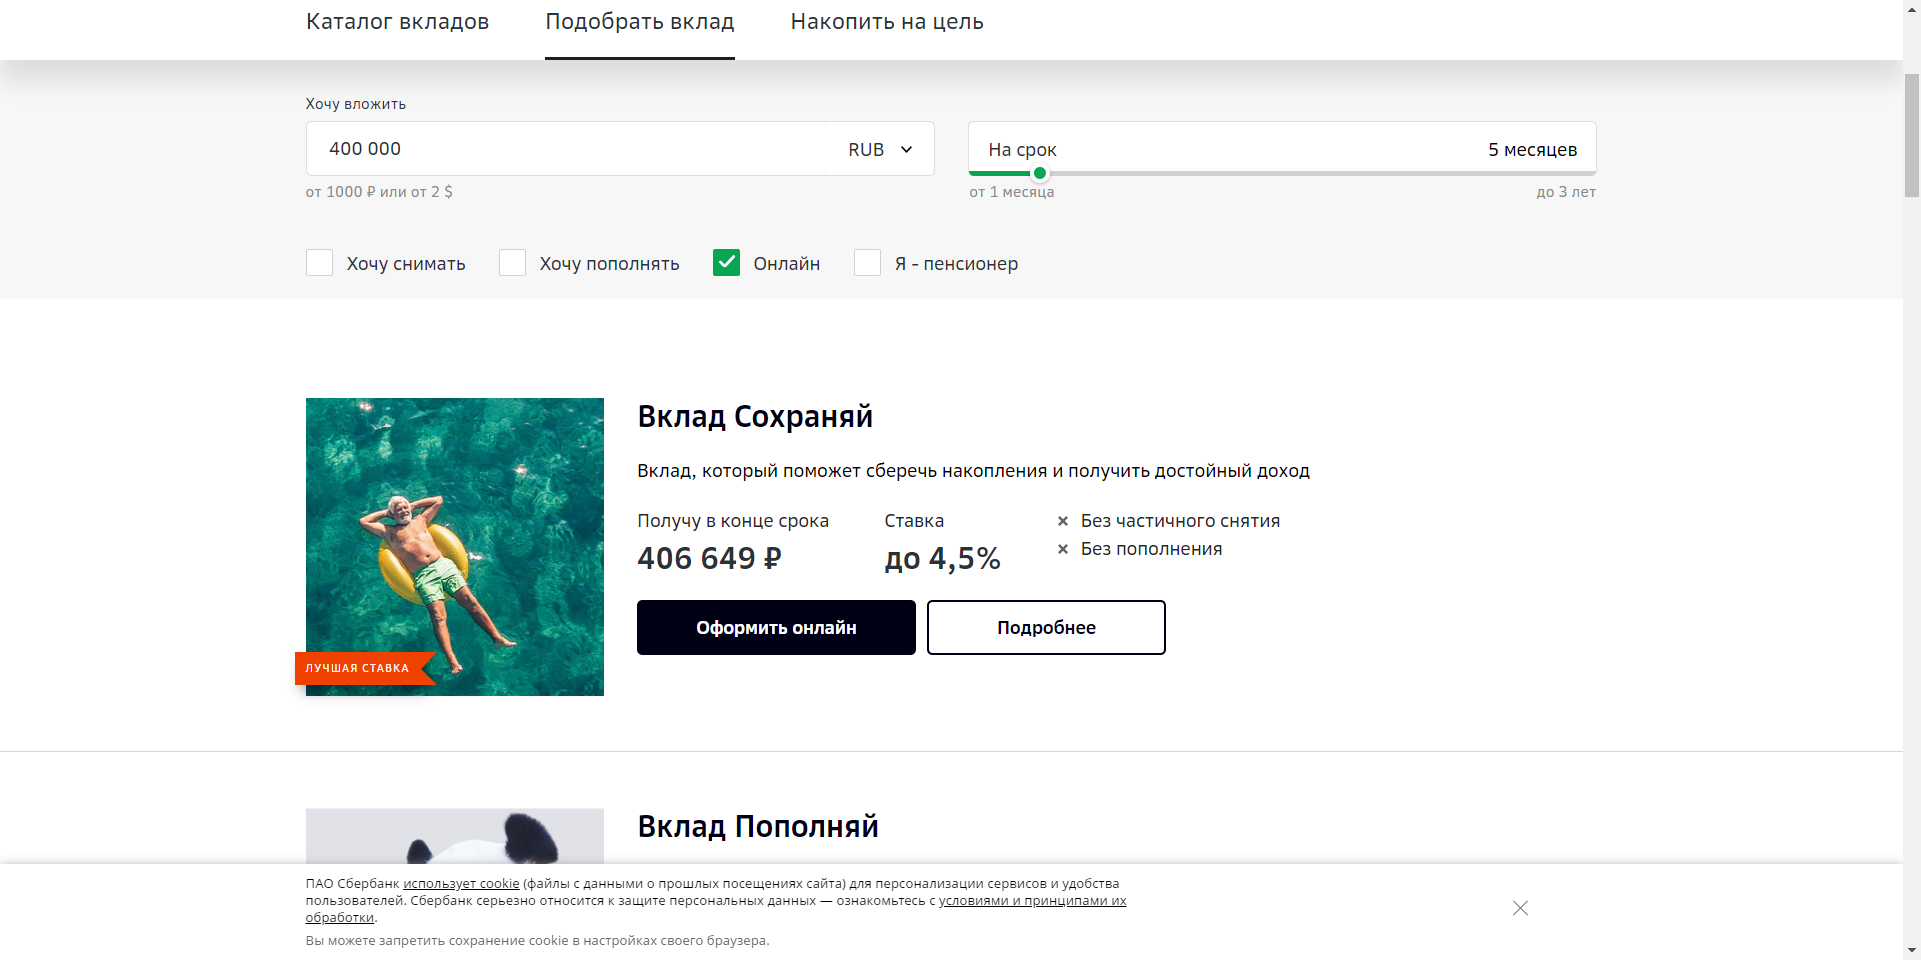 Каталог вкладов Подобрать вклад Накопить на цель
Хочу вложить
400 000 RUB
На срок 5 месяцев
от 1000 ₽ или от 2 $
от 1 месяца до 3 лет
Хочу снимать Хочу пополнять Онлайн Я - пенсионер
Вклад Сохраняй
Вклад, который поможет сберечь накопления и получить достойный доход
Получу в конце срока Ставка Без частичного снятия
406 649 ₽ до 4,5% Без пополнения
Оформить онлайн Подробнее
ЛУЧШАЯ СТАВКА
Вклад Пополняй
ПАО Сбербанк использует cookie (файлы с данными о прошлых посещениях сайта) для персонализации сервисов и удобства
пользователей. Сбербанк серьезно относится к защите персональных данных — ознакомьтесь с условиями и принципами их
обработки.
Вы можете запретить сохранение cookie в настройках своего браузера.